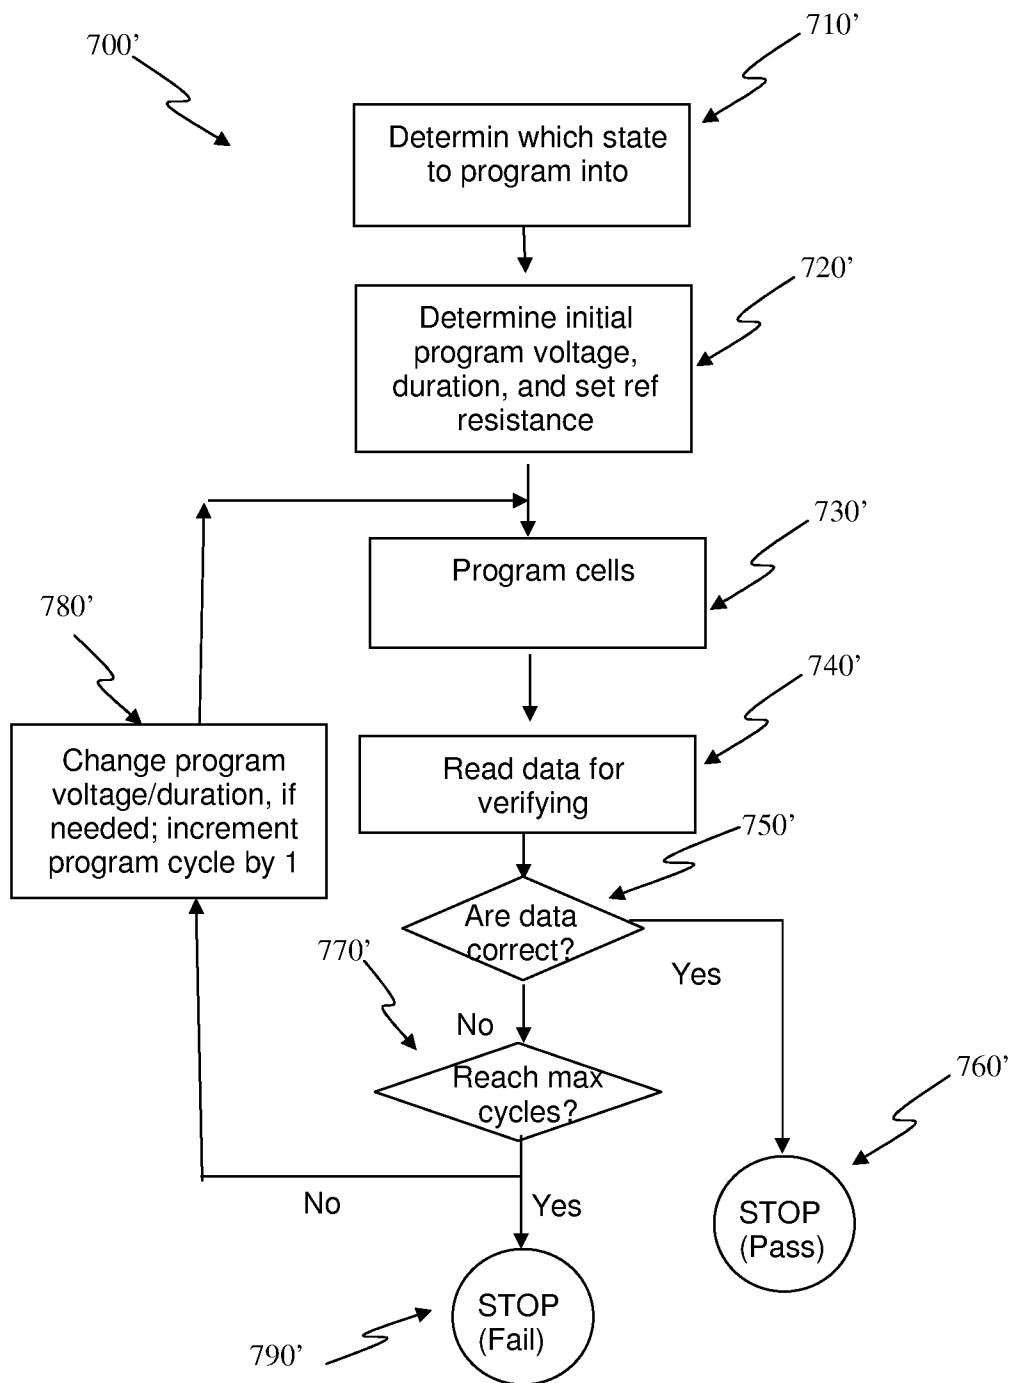 700’
710’
Determin which state
to program into
720’
Determine initial
program voltage,
duration, and set ref
resistance
730’
Program cells
780’
740’
Change program
voltage/duration, if
needed; increment
program cycle by 1
Read data for
verifying
750’
Are data
correct?
770’
Yes
No
Reach max
cycles?
760’
No
Yes
STOP
(Pass)
STOP
(Fail)
790’